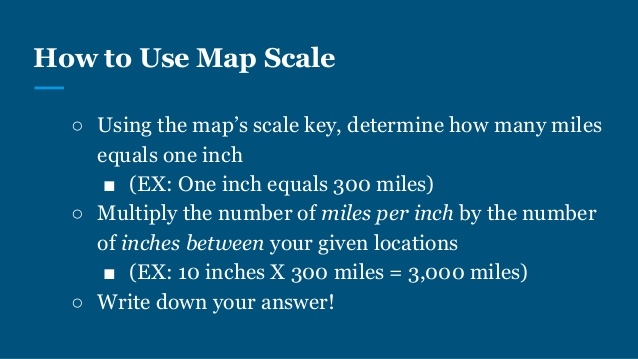 How to Use Map Scale
○ Using the map’s scale key, determine how many miles
equals one inch
■ (EX: One inch equals 300 miles)
○ Multiply the number of miles per inch by the number
of inches between your given locations
■ (EX: 10 inches X 300 miles = 3,000 miles)
○ Write down your answer!